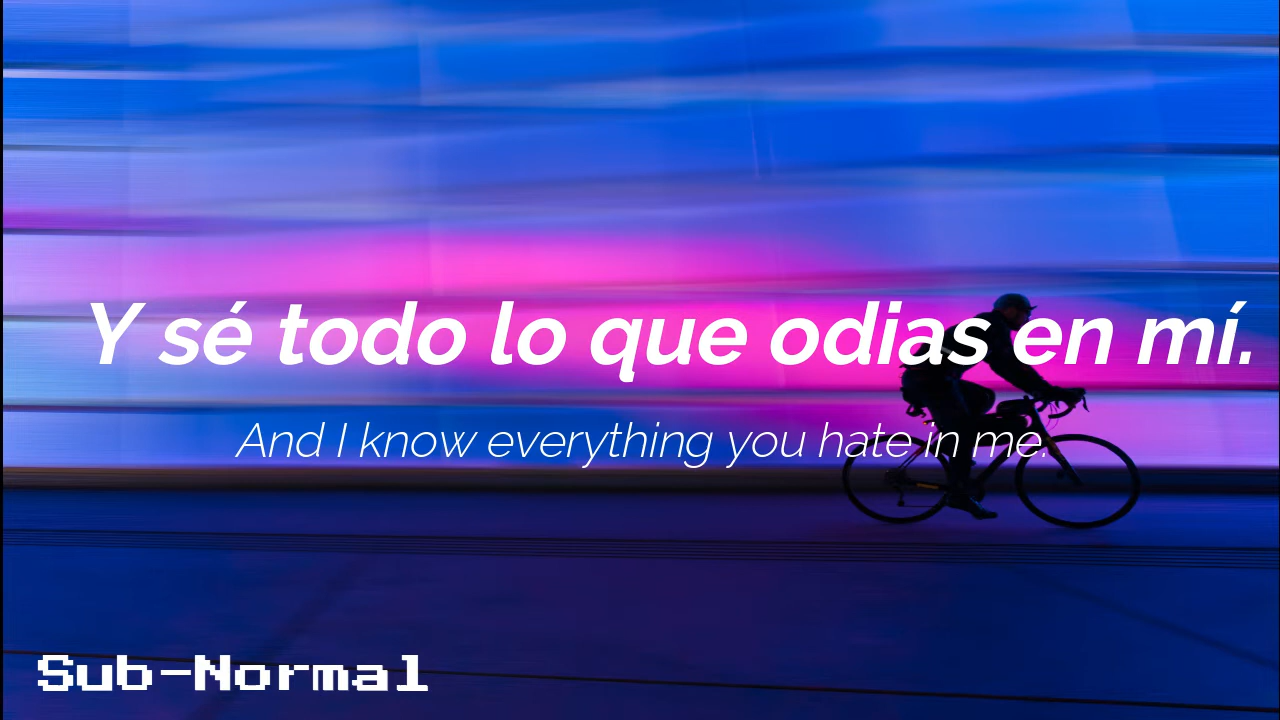 Y sé todo lo que odias en mí.
And I know everything you hate in me.
Sub-Normal